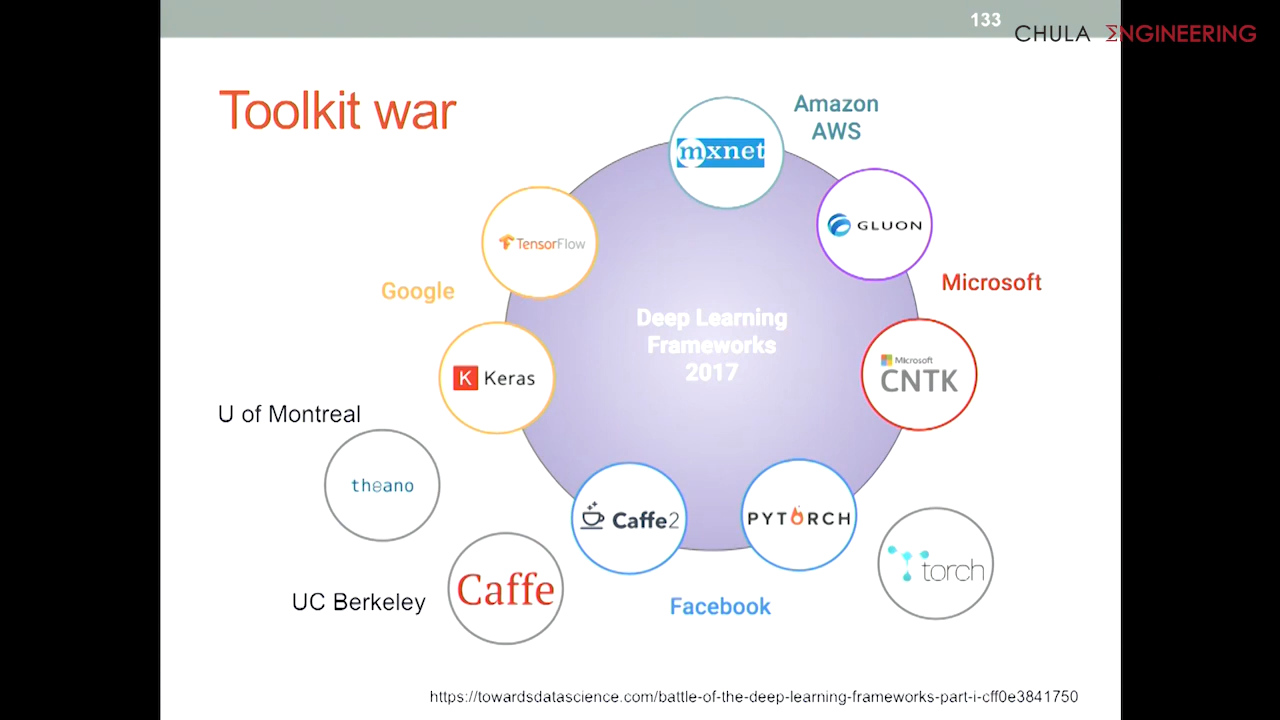 133
CHULA ΣNGINEERING
Toolkit war
Amazon
AWS
mxnet
GLUON
TensorFlow
Google
Microsoft
Deep Learning
Frameworks
2017
Microsoft
CNTK
Keras
U of Montreal
theano
Caffe2
PYTORCH
torch
Caffe
UC Berkeley
Facebook
https://towardsdatascience.com/battle-of-the-deep-learning-frameworks-part-i-cff0e3841750